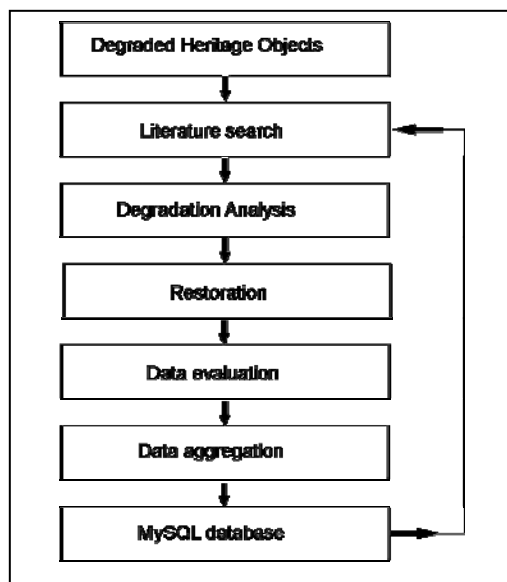 Degraded Heritage Objects
Literature search
Degradation Analysis
Restoration
Data evaluation
Data aggregation
MySQL database